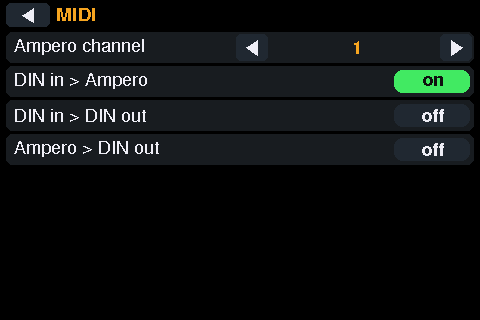 MIDI
Ampero channel 1
DIN in > Ampero on
DIN in > DIN out off
Ampero > DIN out off